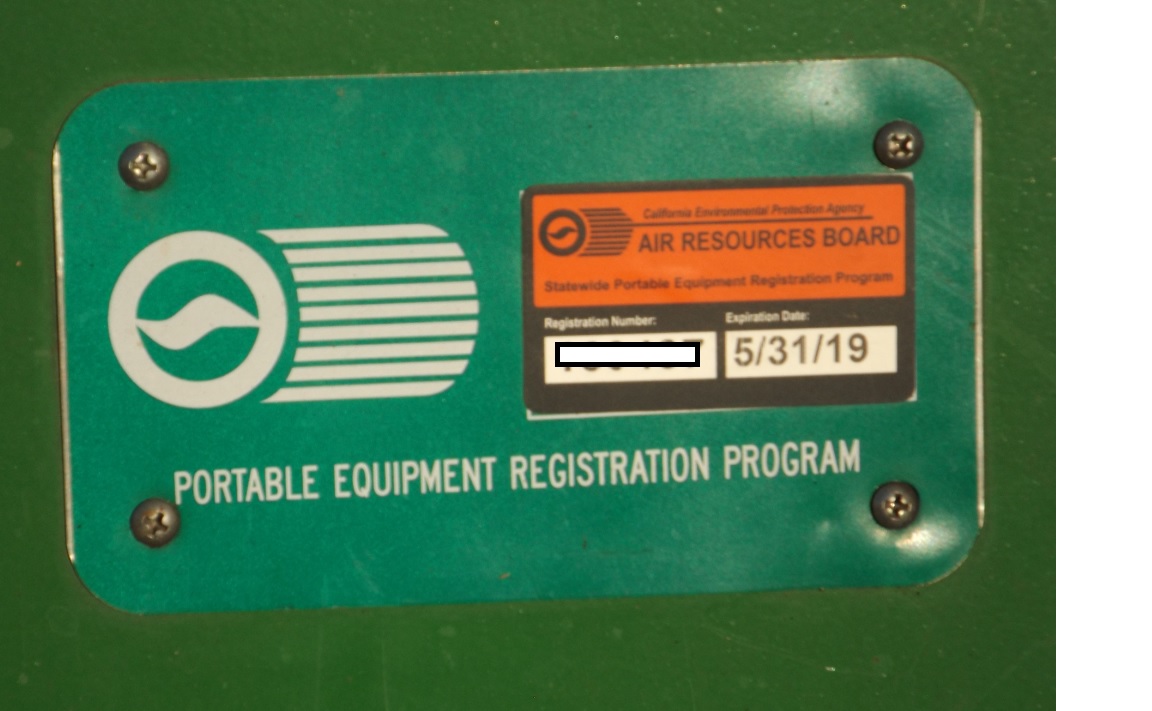 California Environmental Protection Agency
AIR RESOURCES BOARD
Statewide Portable Equipment Registration Program
Registration Number:
Expiration Date:
5/31/19
PORTABLE EQUIPMENT REGISTRATION PROGRAM